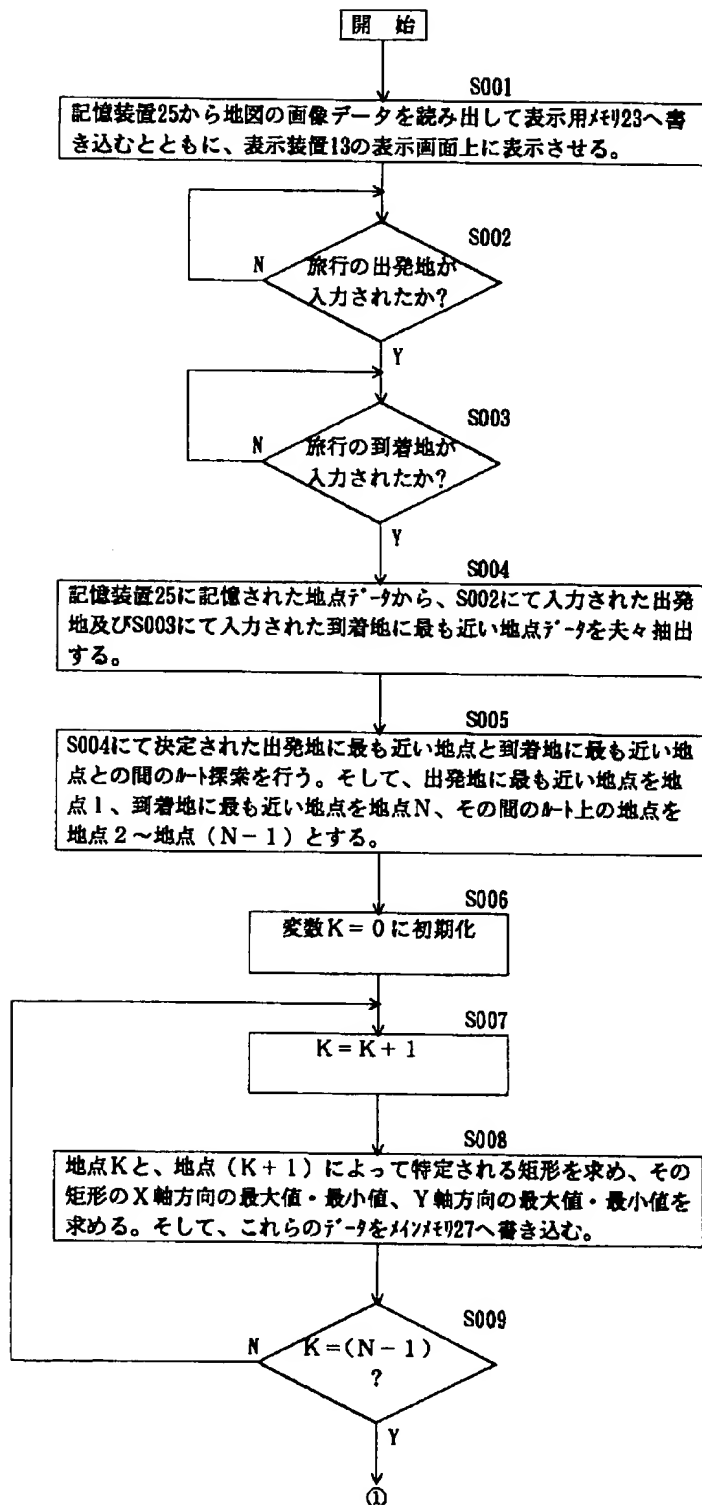 開　始
S001
記憶装置25から地図の画像データを読み出して表示用ﾒﾓﾘ23へ書
き込むとともに、表示装置13の表示画面上に表示させる。
S002
N
旅行の出発地が
入力されたか?
Y
S003
N
旅行の到着地が
入力されたか?
Y
S004
記憶装置25に記憶された地点ﾃﾞｰﾀから、S002にて入力された出発
地及びS003にて入力された到着地に最も近い地点データを夫々抽出
する。
S005
S004にて決定された出発地に最も近い地点と到着地に最も近い地
点との間のﾙｰﾄ探索を行う。そして、出発地に最も近い地点を地
点１、到着地に最も近い地点を地点Ｎ、その間のﾙｰﾄ上の地点を
地点２～地点（Ｎ－１）とする。
S006
変数Ｋ＝０に初期化
S007
Ｋ＝Ｋ＋１
S008
地点Ｋと、地点（Ｋ＋１）によって特定される矩形を求め、その
矩形のＸ軸方向の最大値・最小値、Ｙ軸方向の最大値・最小値を
求める。そして、これらのﾃﾞｰﾀをﾒｲﾝﾒﾓﾘ27へ書き込む。
S009
N
Ｋ＝(Ｎ－１)
？
Y
①